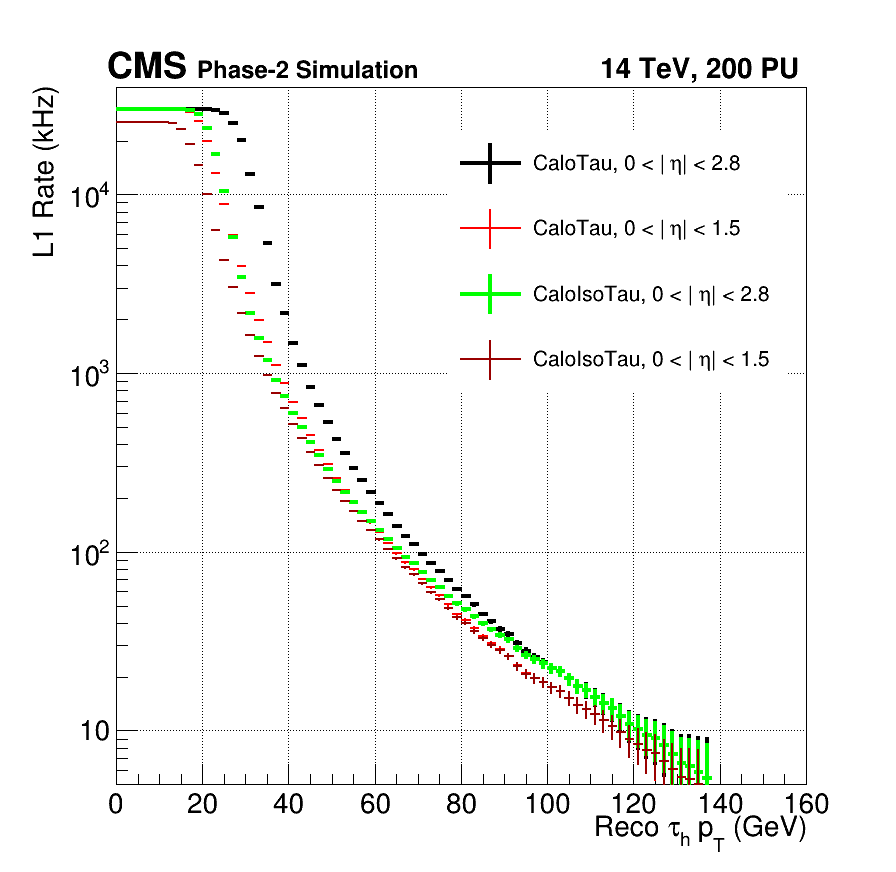 CMS Phase-2 Simulation 14 TeV, 200 PU
L1 Rate (kHz)
10⁴
10³
10²
10
CaloTau, 0 < | η| < 2.8
CaloTau, 0 < | η| < 1.5
CaloIsoTau, 0 < | η| < 2.8
CaloIsoTau, 0 < | η| < 1.5
0 20 40 60 80 100 120 140 160
Reco τ_h p_T (GeV)